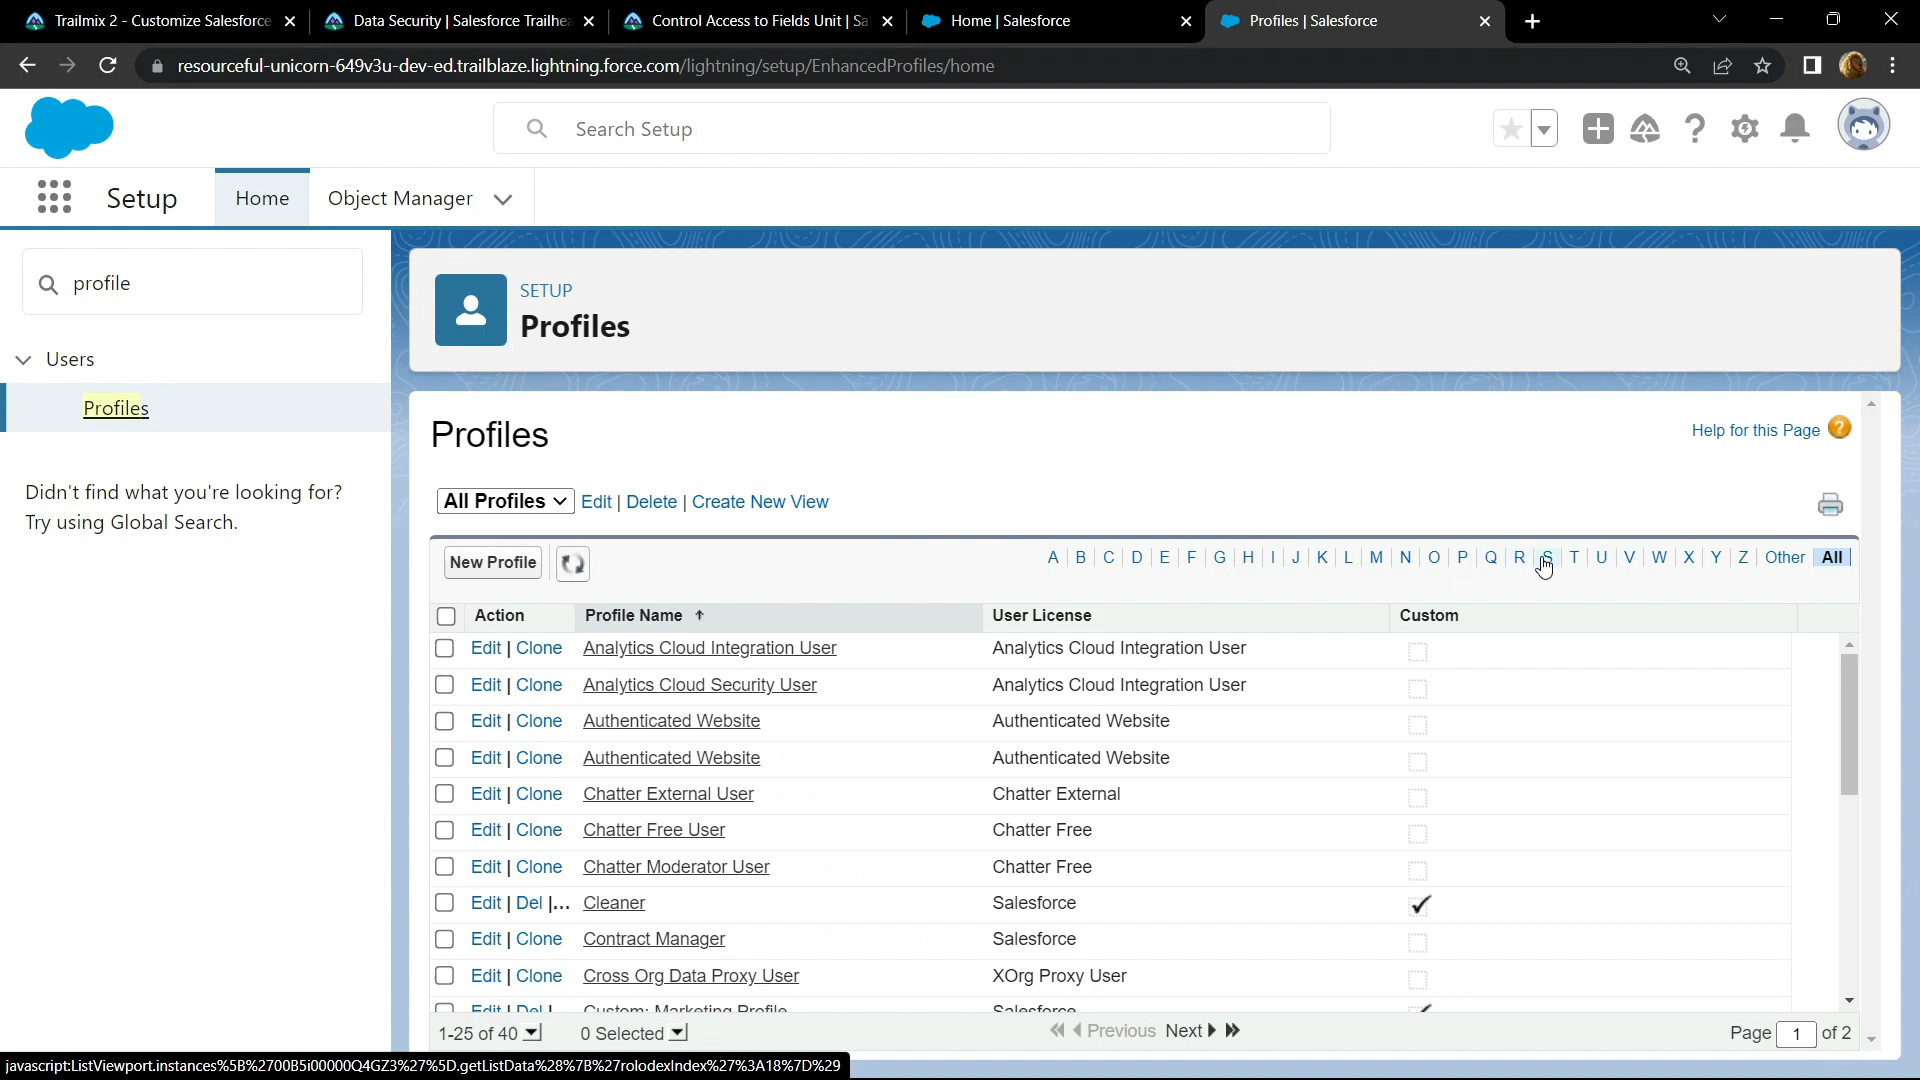 Trailmix 2 - Customize Salesforce
Data Security | Salesforce Trailhe
Control Access to Fields Unit | Sal
Home | Salesforce
Profiles | Salesforce
resourceful-unicorn-649v3u-dev-ed.trailblaze.lightning.force.com/lightning/setup/EnhancedProfiles/home
Search Setup
Setup
Home
Object Manager
profile
Users
Profiles
Didn't find what you're looking for?
Try using Global Search.
SETUP
Profiles
Profiles
Help for this Page ?
All Profiles Edit | Delete | Create New View
New Profile
A | B | C | D | E | F | G | H | I | J | K | L | M | N | O | P | Q | R | S | T | U | V | W | X | Y | Z | Other | All
Action Profile Name ↑ User License Custom
Edit | Clone Analytics Cloud Integration User Analytics Cloud Integration User
Edit | Clone Analytics Cloud Security User Analytics Cloud Integration User
Edit | Clone Authenticated Website Authenticated Website
Edit | Clone Authenticated Website Authenticated Website
Edit | Clone Chatter External User Chatter External
Edit | Clone Chatter Free User Chatter Free
Edit | Clone Chatter Moderator User Chatter Free
Edit | Del |... Cleaner Salesforce
Edit | Clone Contract Manager Salesforce
Edit | Clone Cross Org Data Proxy User XOrg Proxy User
Edit | Del | Custom: Marketing Profile Salesforce
1-25 of 40 0 Selected Previous Next Page 1 of 2
javascript:ListViewport.instances%5B%2700B5i00000Q4GZ3%27%5D.getListData%28%7B%27rolodexIndex%27%3A18%7D%29